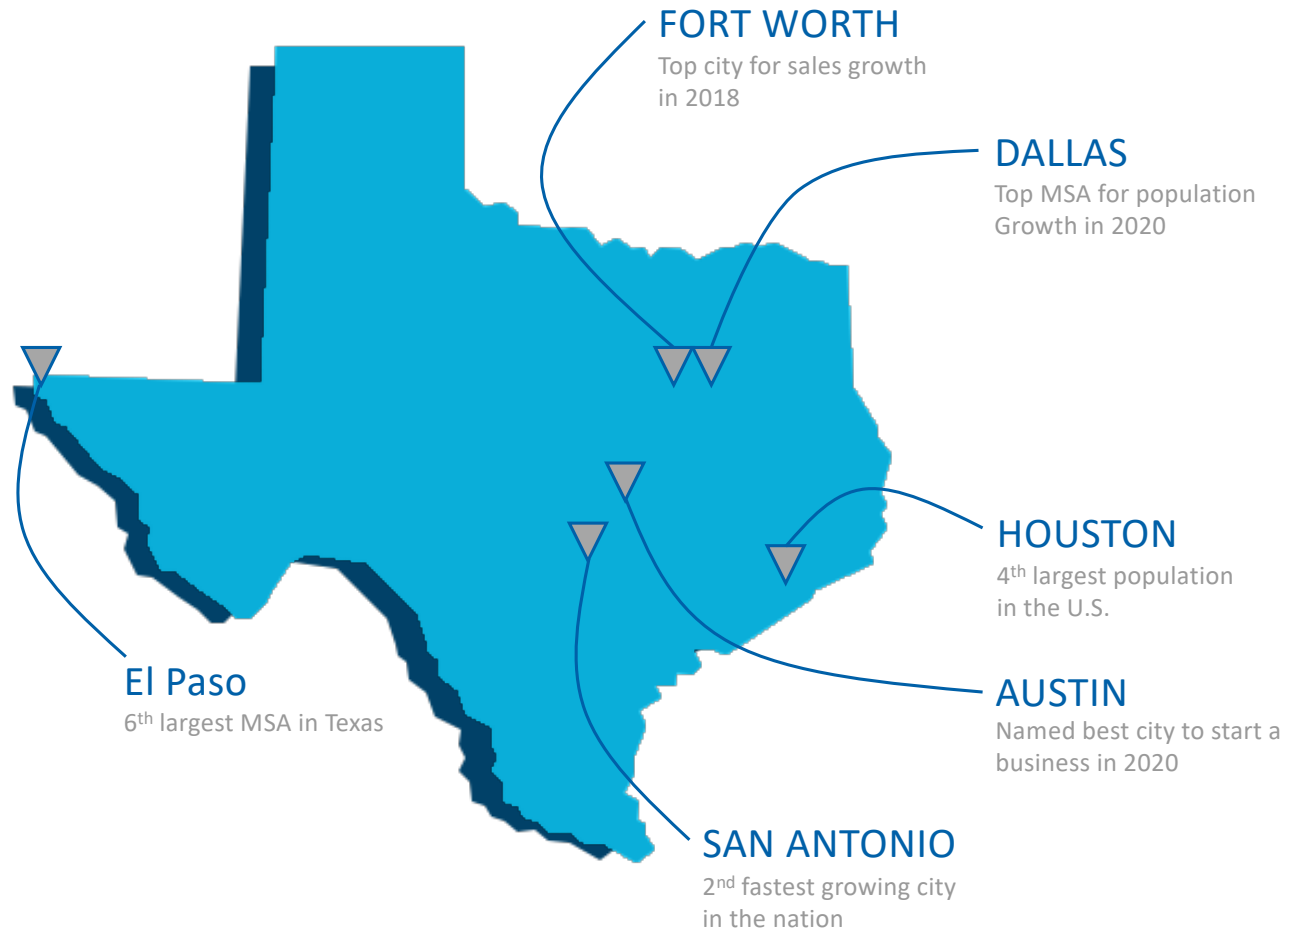 FORT WORTH
Top city for sales growth
in 2018
DALLAS
Top MSA for population
Growth in 2020
HOUSTON
4th largest population
in the U.S.
El Paso
6th largest MSA in Texas
AUSTIN
Named best city to start a
business in 2020
SAN ANTONIO
2nd fastest growing city
in the nation